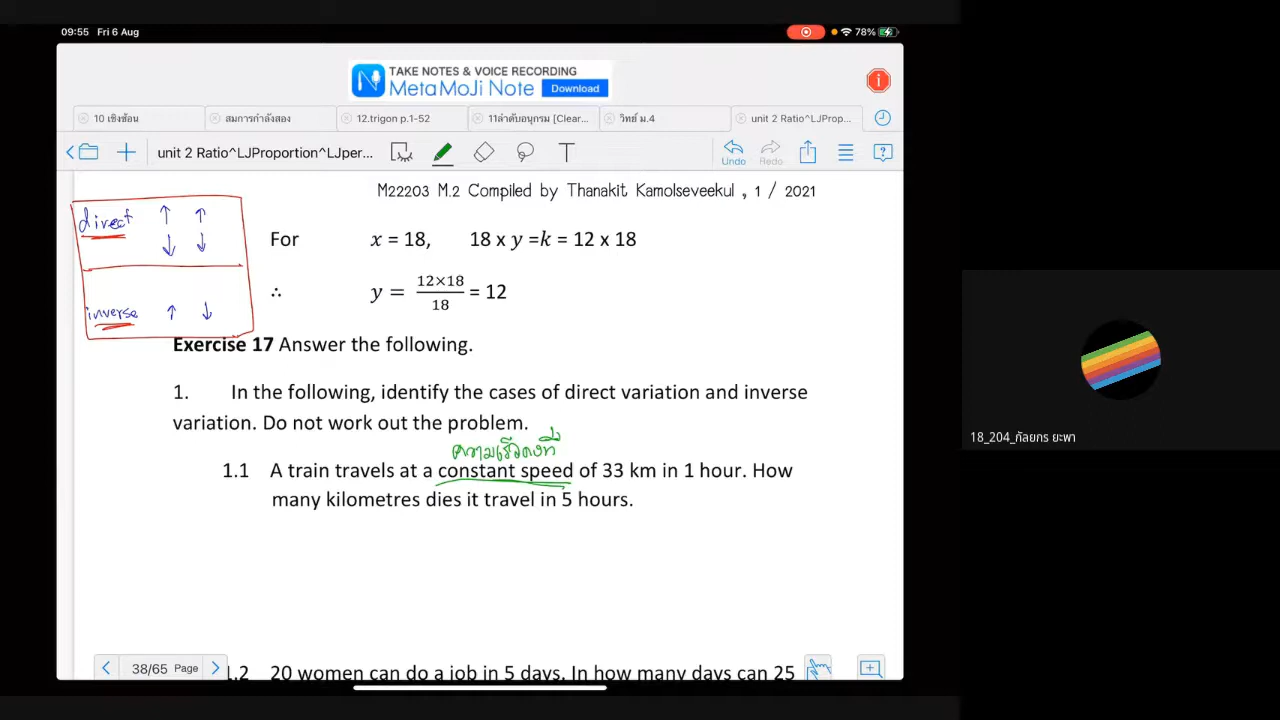 09:55 Fri 6 Aug
78%
TAKE NOTES & VOICE RECORDING
MetaMoJi Note Download
10 เชิงซ้อน
สมการกำลังสอง
12.trigon p.1-52
11ลำดับอนุกรม [Clear...
วิทย์ ม.4
unit 2 Ratio^LJProp...
unit 2 Ratio^LJProportion^LJper...
Undo
Redo
M22203 M.2 Compiled by Thanakit Kamolseveekul , 1 / 2021
direct ↑ ↑
↓ ↓
inverse ↑ ↓
For x = 18, 18 x y =k = 12 x 18
∴ y = 12×18/18 = 12
Exercise 17 Answer the following.
1. In the following, identify the cases of direct variation and inverse
variation. Do not work out the problem.
ความเร็วคงที่
1.1 A train travels at a constant speed of 33 km in 1 hour. How
many kilometres dies it travel in 5 hours.
38/65 Page
1.2 20 women can do a job in 5 days. In how many days can 25
18_204_กัลยกร ยะพา